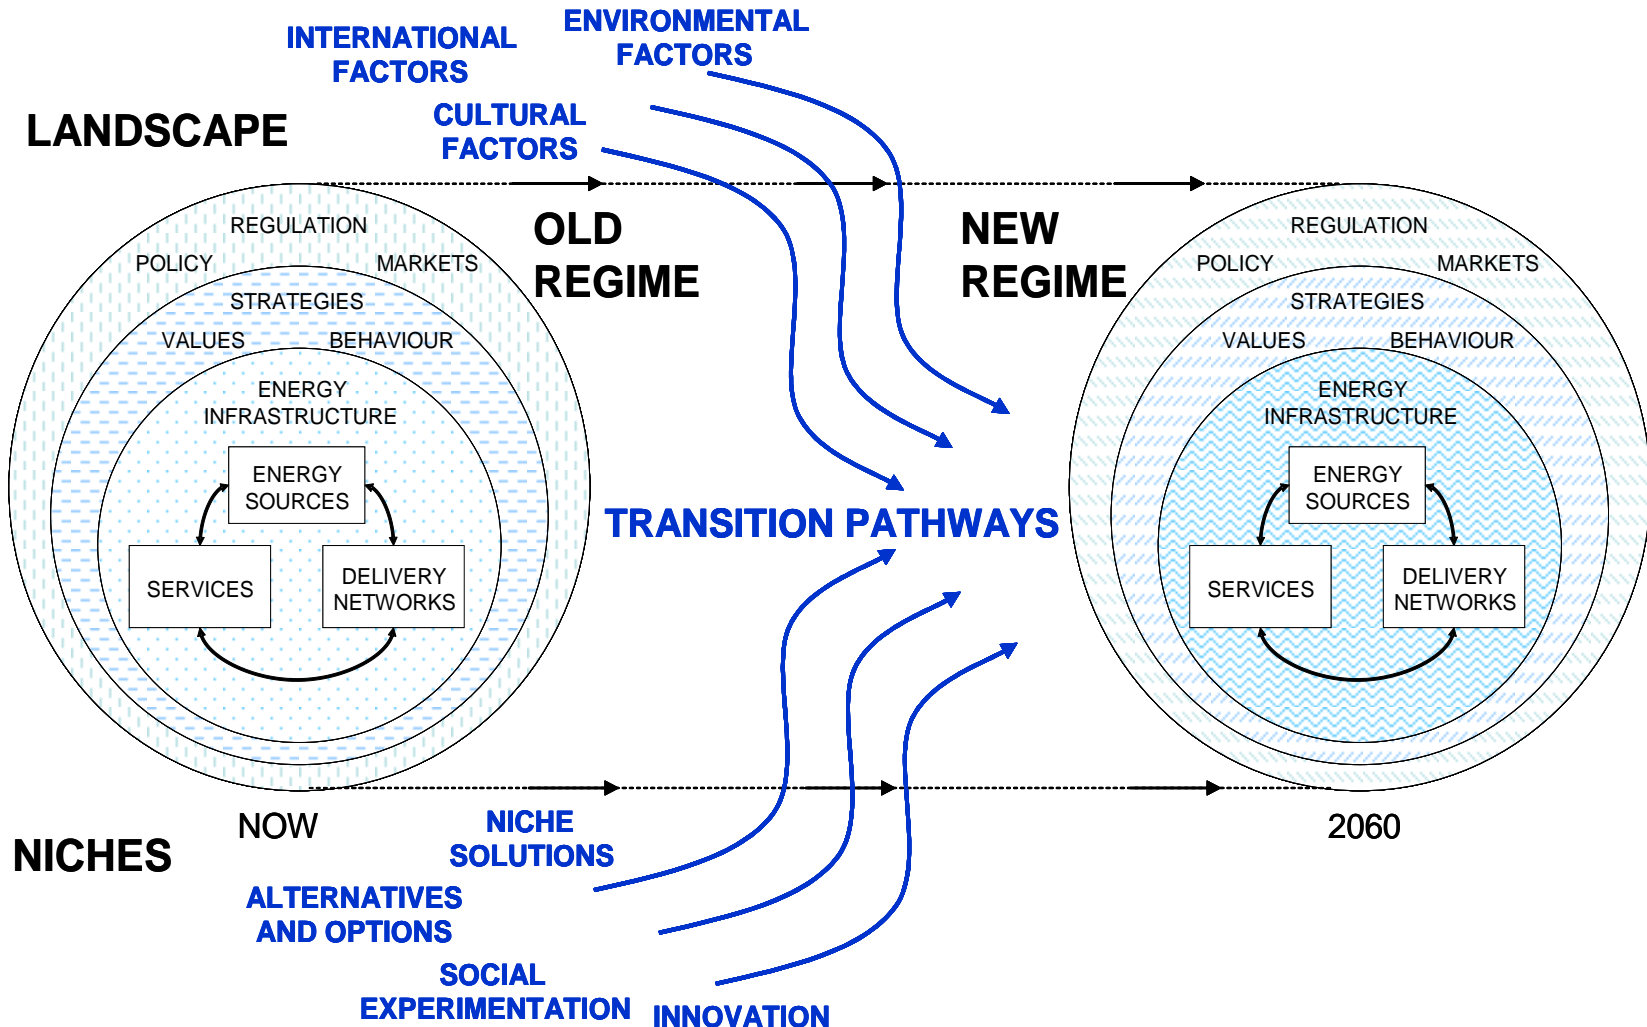 ENVIRONMENTAL
FACTORS
INTERNATIONAL
FACTORS
CULTURAL
FACTORS
LANDSCAPE
OLD
REGIME
NEW
REGIME
REGULATION
POLICY
MARKETS
STRATEGIES
VALUES
BEHAVIOUR
ENERGY
INFRASTRUCTURE
ENERGY
SOURCES
SERVICES
DELIVERY
NETWORKS
TRANSITION PATHWAYS
REGULATION
POLICY
MARKETS
STRATEGIES
VALUES
BEHAVIOUR
ENERGY
INFRASTRUCTURE
ENERGY
SOURCES
SERVICES
DELIVERY
NETWORKS
NOW
2060
NICHES
NICHE
SOLUTIONS
ALTERNATIVES
AND OPTIONS
SOCIAL
EXPERIMENTATION
INNOVATION